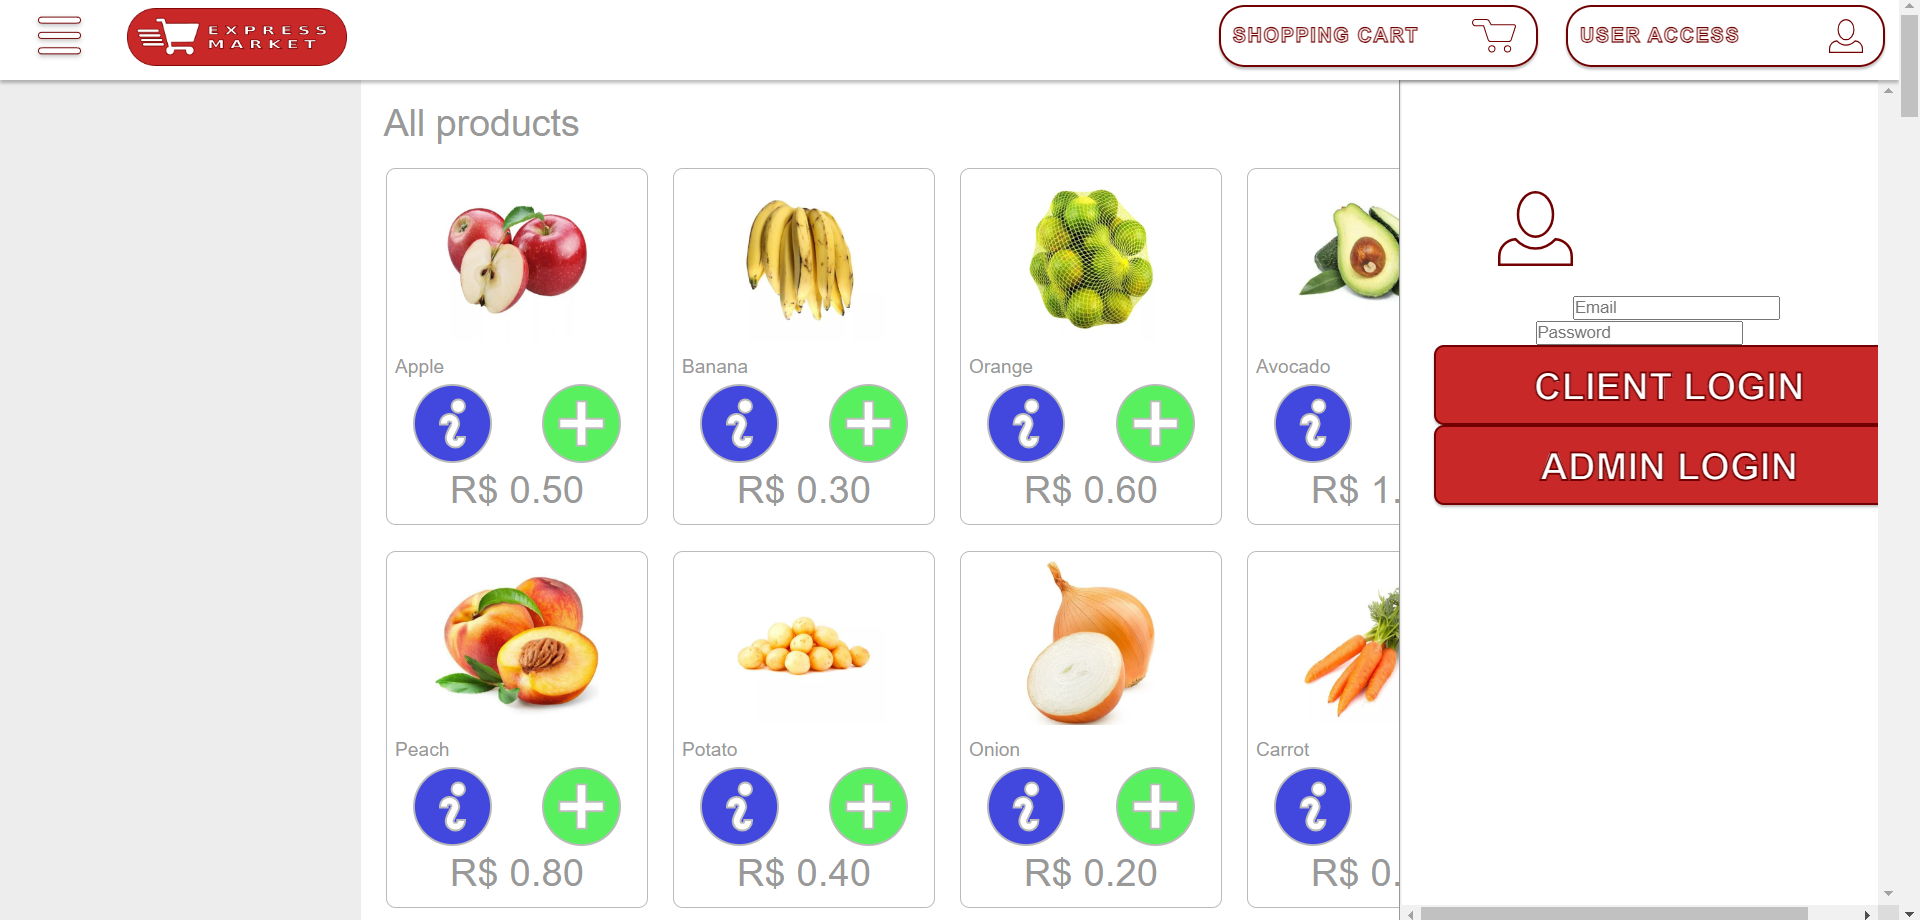 EXPRESS
MARKET
SHOPPING CART
USER ACCESS
All products
Apple
R$ 0.50
Banana
R$ 0.30
Orange
R$ 0.60
Avocado
R$ 1.
Peach
R$ 0.80
Potato
R$ 0.40
Onion
R$ 0.20
Carrot
R$ 0.
Email
Password
CLIENT LOGIN
ADMIN LOGIN